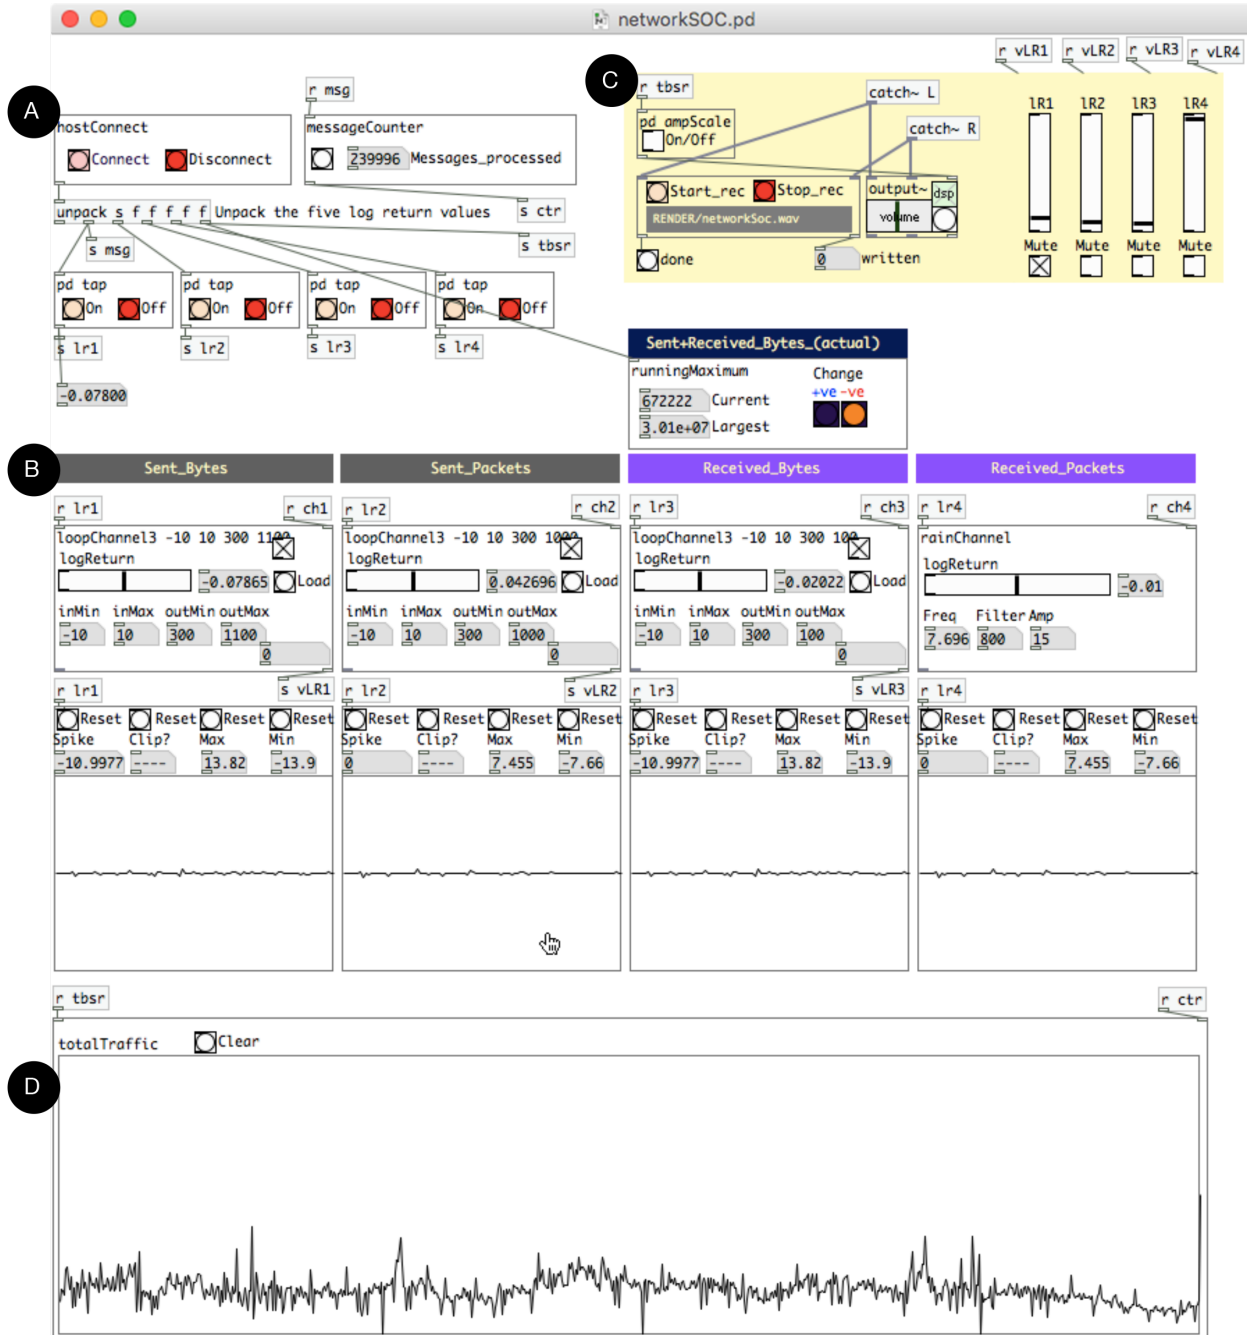 networkSOC.pd
r vLR1 r vLR2 r vLR3 r vLR4
A
r msg
C
r tbsr
catch~ L
lR1 lR2 lR3 lR4
hostConnect
Connect Disconnect
messageCounter
239996 Messages_processed
pd ampScale
On/Off
catch~ R
Start_rec Stop_rec
RENDER/networkSoc.wav
output~ dsp
volume
unpack s f f f f f Unpack the five log return values
s ctr
s msg
s tbsr
done
0 written
Mute Mute Mute Mute
pd tap pd tap pd tap pd tap
On Off On Off On Off On Off
s lr1 s lr2 s lr3 s lr4
-0.07800
Sent+Received_Bytes_(actual)
runningMaximum Change
+ve -ve
672222 Current
3.01e+07 Largest
B
Sent_Bytes Sent_Packets Received_Bytes Received_Packets
r lr1 r ch1 r lr2 r ch2 r lr3 r ch3 r lr4 r ch4
loopChannel3 -10 10 300 1100 loopChannel3 -10 10 300 1000 loopChannel3 -10 10 300 100 rainChannel
logReturn logReturn logReturn logReturn
-0.07865 Load 0.042696 Load -0.02022 Load -0.01
inMin inMax outMin outMax inMin inMax outMin outMax inMin inMax outMin outMax Freq Filter Amp
-10 10 300 1100 -10 10 300 1000 -10 10 300 100 7.696 800 15
0 0 0
r lr1 s vLR1 r lr2 s vLR2 r lr3 s vLR3 r lr4
Reset Reset Reset Reset Reset Reset Reset Reset Reset Reset Reset Reset Reset Reset Reset Reset
Spike Clip? Max Min Spike Clip? Max Min Spike Clip? Max Min Spike Clip? Max Min
-10.9977 ---- 13.82 -13.9 0 ---- 7.455 -7.66 -10.9977 ---- 13.82 -13.9 0 ---- 7.455 -7.66
r tbsr r ctr
totalTraffic Clear
D